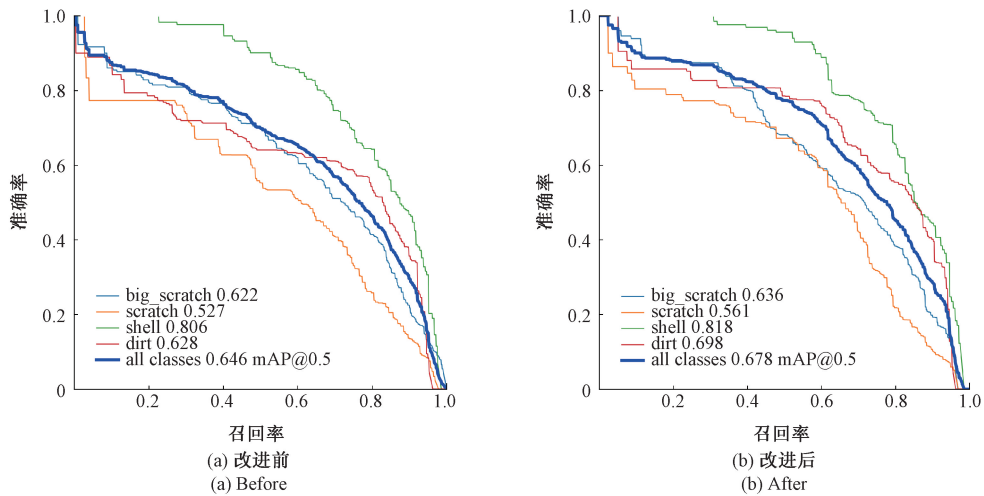 1.0
0.8
0.6
0.4
0.2
0
准确率
big_scratch 0.622
scratch 0.527
shell 0.806
dirt 0.628
all classes 0.646 mAP@0.5
0.2 0.4 0.6 0.8 1.0
召回率
(a) 改进前
(a) Before
1.0
0.8
0.6
0.4
0.2
0
准确率
big_scratch 0.636
scratch 0.561
shell 0.818
dirt 0.698
all classes 0.678 mAP@0.5
0.2 0.4 0.6 0.8 1.0
召回率
(b) 改进后
(b) After